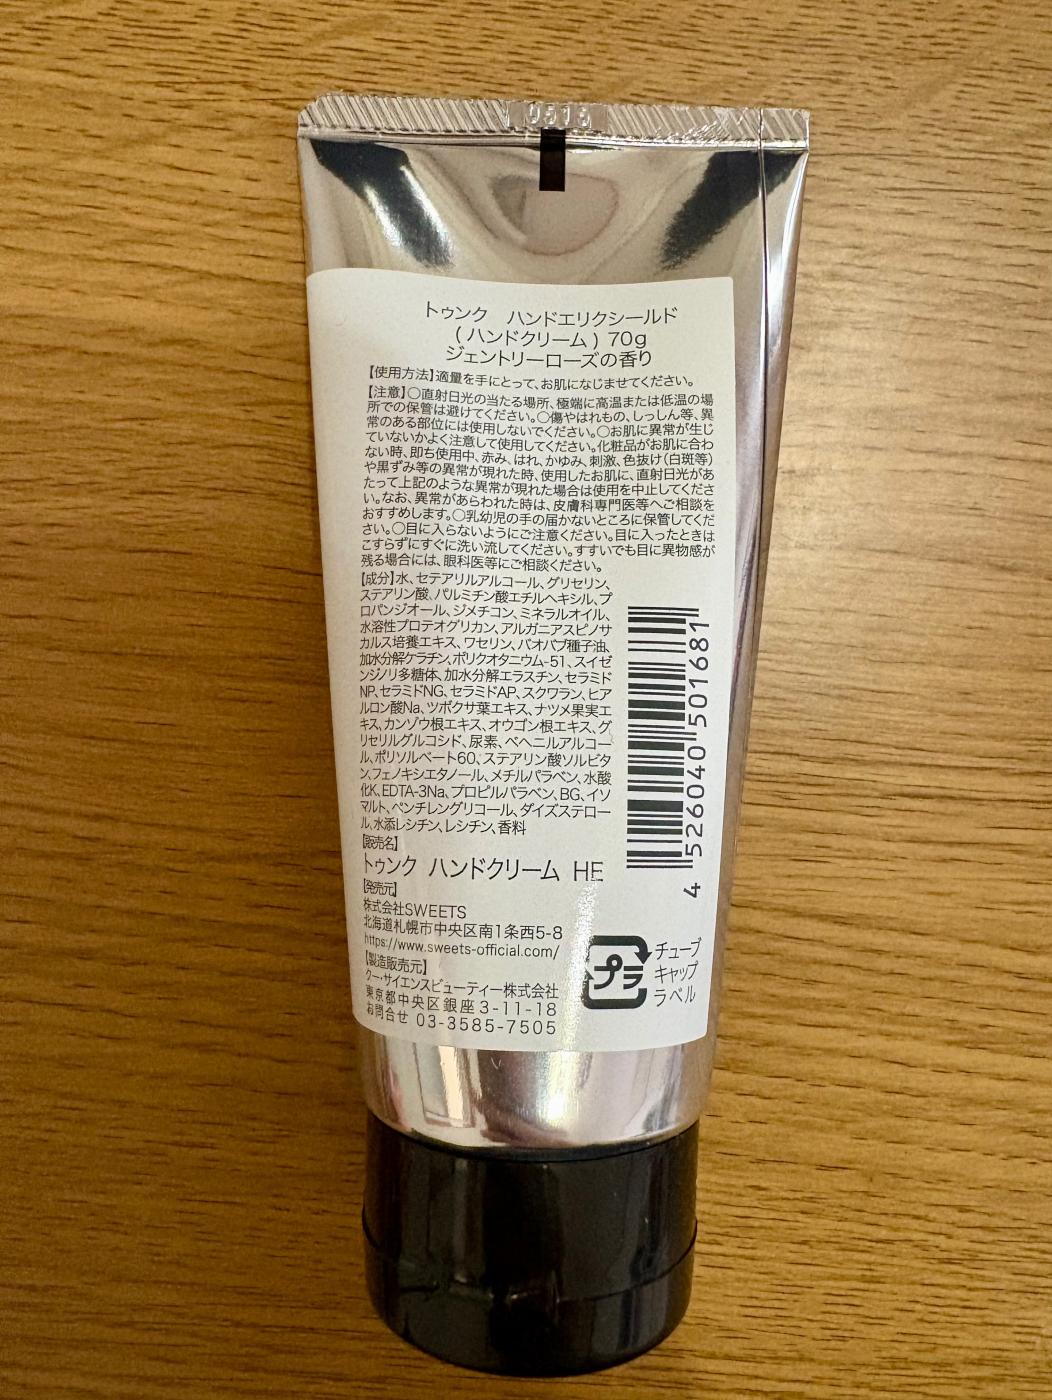 0513
トゥンク ハンドエリクシールド
(ハンドクリーム) 70g
ジェントリーローズの香り
【使用方法】適量を手にとって、お肌になじませてください。
【注意】○直射日光の当たる場所、極端に高温または低温の場
所での保管は避けてください。○傷やはれもの、しっしん等、異
常のある部位には使用しないでください。○お肌に異常が生じ
ていないかよく注意して使用してください。化粧品がお肌に合わ
ない時、即ち使用中、赤み、はれ、かゆみ、刺激、色抜け(白斑等)
や黒ずみ等の異常が現れた時、使用したお肌に、直射日光があ
たって上記のような異常が現れた場合は使用を中止してくださ
い。なお、異常があらわれた時は、皮膚科専門医等へご相談を
おすすめします。○乳幼児の手の届かないところに保管してくだ
さい。○目に入らないようにご注意ください。目に入ったときは
こすらずにすぐに洗い流してください。すすいでも目に異物感が
残る場合には、眼科医等にご相談ください。
【成分】水、セテアリルアルコール、グリセリン、
ステアリン酸、パルミチン酸エチルヘキシル、プ
ロパンジオール、ジメチコン、ミネラルオイル、
水溶性プロテオグリカン、アルガニアスピノサ
カルス培養エキス、ワセリン、バオバブ種子油、
加水分解ケラチン、ポリクオタニウム-51、スイゼ
ンジノリ多糖体、加水分解エラスチン、セラミド
NP、セラミドNG、セラミドAP、スクワラン、ヒア
ルロン酸Na、ツボクサ葉エキス、ナツメ果実エ
キス、カンゾウ根エキス、オウゴン根エキス、グ
リセリルグルコシド、尿素、ベヘニルアルコー
ル、ポリソルベート60、ステアリン酸ソルビタ
ン、フェノキシエタノール、メチルパラベン、水酸
化K、EDTA-3Na、プロピルパラベン、BG、イソ
マルト、ペンチレングリコール、ダイズステロー
ル、水添レシチン、レシチン、香料
【販売名】
トゥンク ハンドクリーム HE
【発売元】
株式会社SWEETS
北海道札幌市中央区南1条西5-8
https://www.sweets-official.com/
【製造販売元】
クー・サイエンスビューティー株式会社
東京都中央区銀座3-11-18
お問合せ 03-3585-7505
4 526040 501681
プラ
チューブ
キャップ
ラベル